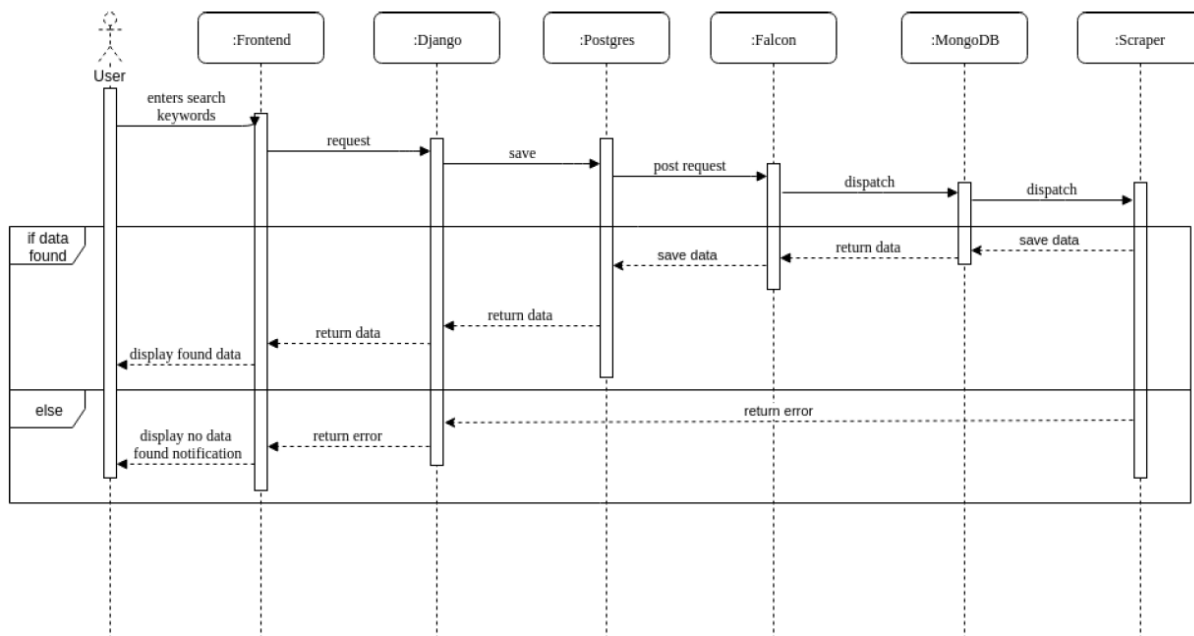 :Frontend
:Django
:Postgres
:Falcon
:MongoDB
:Scraper
User
enters search
keywords
request
save
post request
dispatch
dispatch
if data
found
save data
return data
save data
return data
return data
display found data
else
return error
return error
display no data
found notification